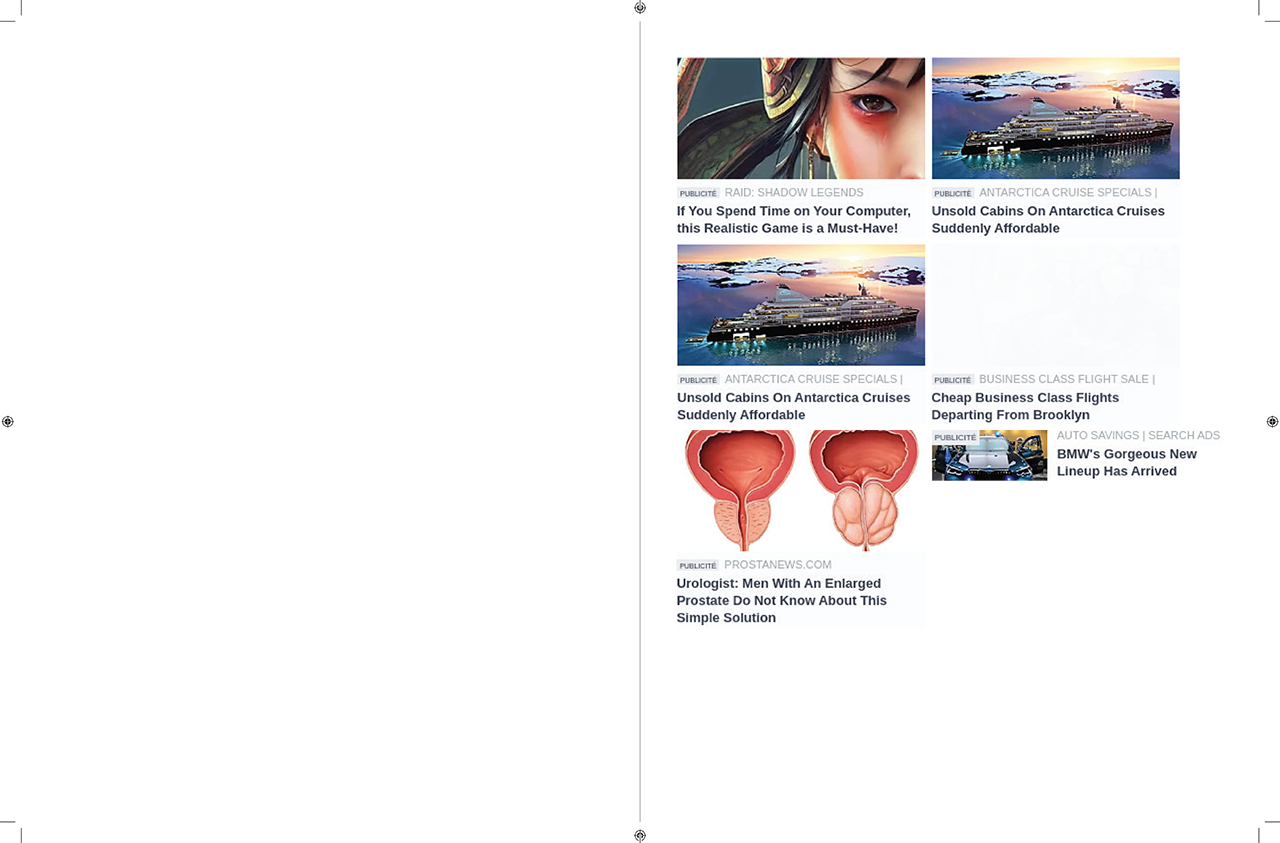 PUBLICITÉ RAID: SHADOW LEGENDS
If You Spend Time on Your Computer,
this Realistic Game is a Must-Have!
PUBLICITÉ ANTARCTICA CRUISE SPECIALS |
Unsold Cabins On Antarctica Cruises
Suddenly Affordable
PUBLICITÉ ANTARCTICA CRUISE SPECIALS |
Unsold Cabins On Antarctica Cruises
Suddenly Affordable
PUBLICITÉ BUSINESS CLASS FLIGHT SALE |
Cheap Business Class Flights
Departing From Brooklyn
PUBLICITÉ PROSTANEWS.COM
Urologist: Men With An Enlarged
Prostate Do Not Know About This
Simple Solution
PUBLICITÉ AUTO SAVINGS | SEARCH ADS
BMW's Gorgeous New
Lineup Has Arrived